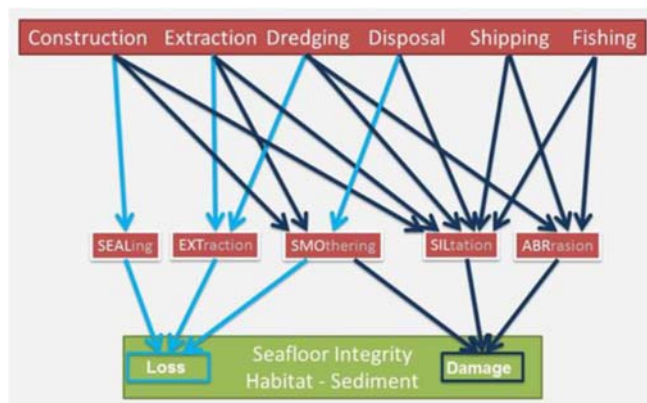 Construction Extraction Dredging Disposal Shipping Fishing
SEALing EXTraction SMOthering SILtation ABRrasion
Seafloor Integrity
Loss Habitat - Sediment Damage